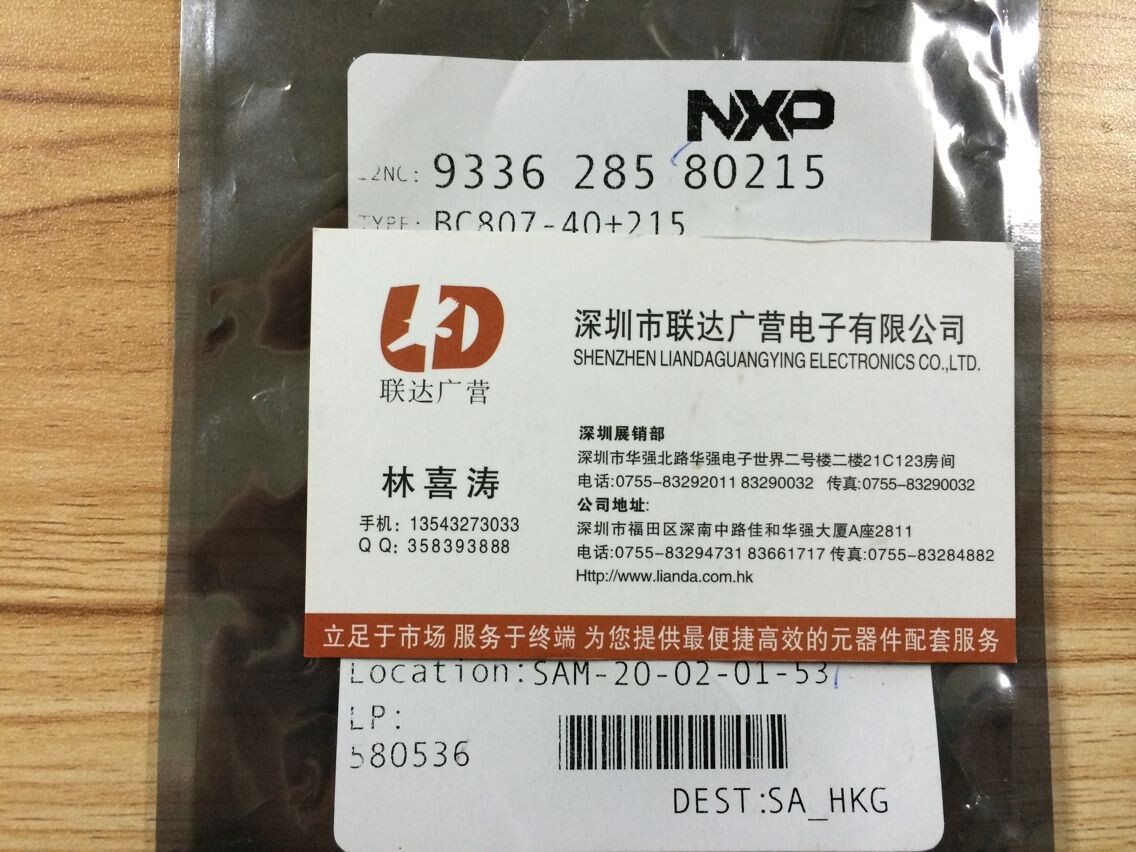 NXP
12NC: 9336 285 80215
TYPE: BC807-40+215
联达广营
深圳市联达广营电子有限公司
SHENZHEN LIANDAGUANGYING ELECTRONICS CO.,LTD.
林喜涛
手机: 13543273033
Q Q: 358393888
深圳展销部
深圳市华强北路华强电子世界二号楼二楼21C123房间
电话:0755-83292011 83290032 传真:0755-83290032
公司地址:
深圳市福田区深南中路佳和华强大厦A座2811
电话:0755-83294731 83661717 传真:0755-83284882
Http://www.lianda.com.hk
立足于市场 服务于终端 为您提供最便捷高效的元器件配套服务
Location:SAM-20-02-01-53
LP:
580536
DEST:SA_HKG